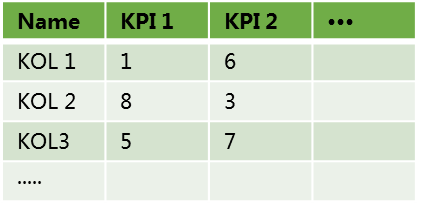 Name KPI 1 KPI 2 •••
KOL 1 1 6
KOL 2 8 3
KOL3 5 7
.....